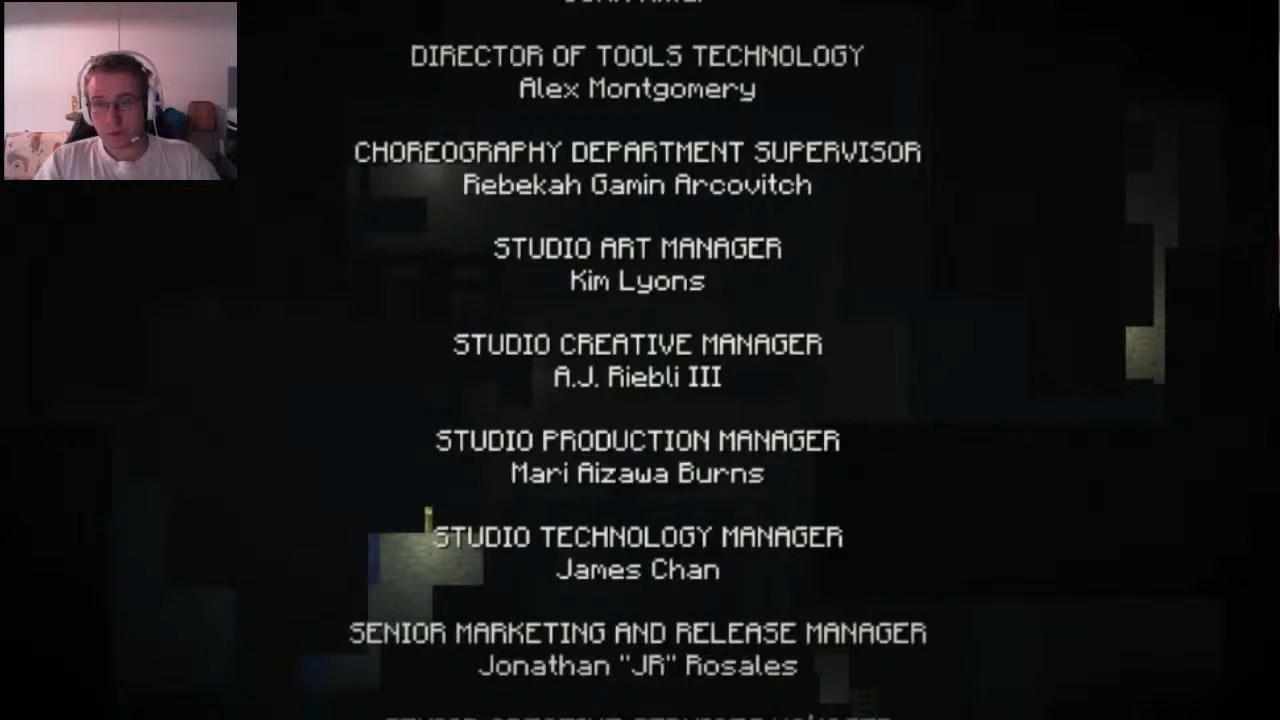 DIRECTOR OF TOOLS TECHNOLOGY
Alex Montgomery
CHOREOGRAPHY DEPARTMENT SUPERVISOR
Rebekah Gamin Arcovitch
STUDIO ART MANAGER
Kim Lyons
STUDIO CREATIVE MANAGER
A.J. Riebli III
STUDIO PRODUCTION MANAGER
Mari Aizawa Burns
STUDIO TECHNOLOGY MANAGER
James Chan
SENIOR MARKETING AND RELEASE MANAGER
Jonathan "JR" Rosales